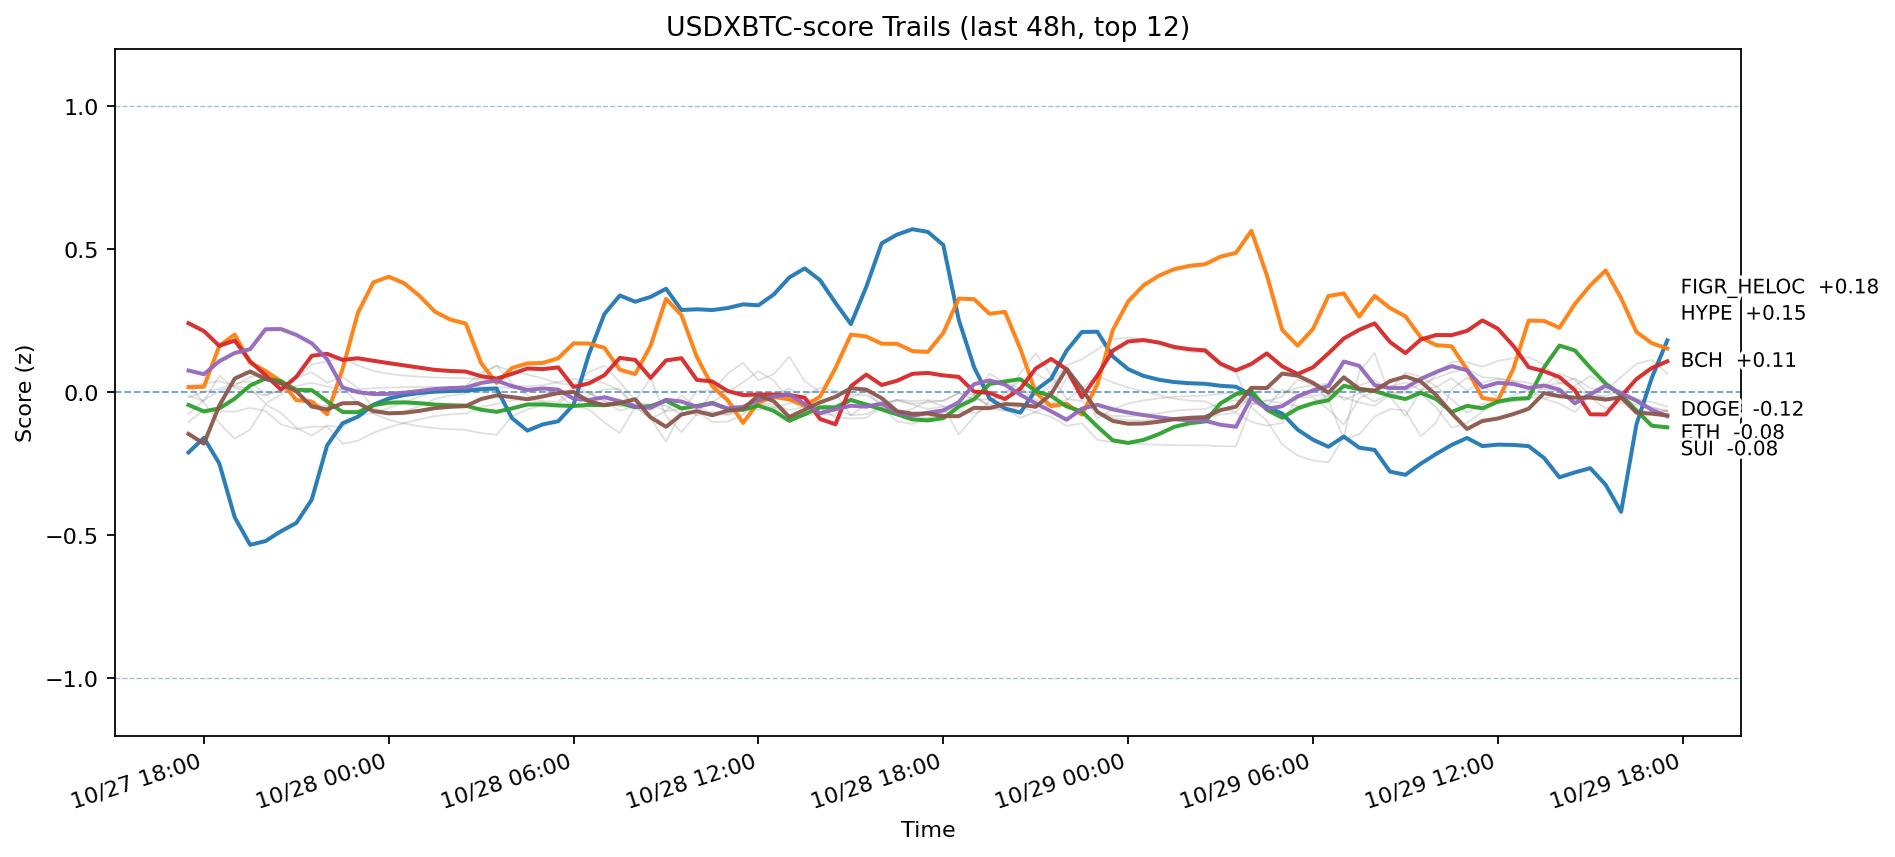 USDXBTC-score Trails (last 48h, top 12)
Score (z)
1.0
0.5
0.0
−0.5
−1.0
FIGR_HELOC +0.18
HYPE +0.15
BCH +0.11
DOGE -0.12
ETH -0.08
SUI -0.08
10/27 18:00
10/28 00:00
10/28 06:00
10/28 12:00
10/28 18:00
10/29 00:00
10/29 06:00
10/29 12:00
10/29 18:00
Time